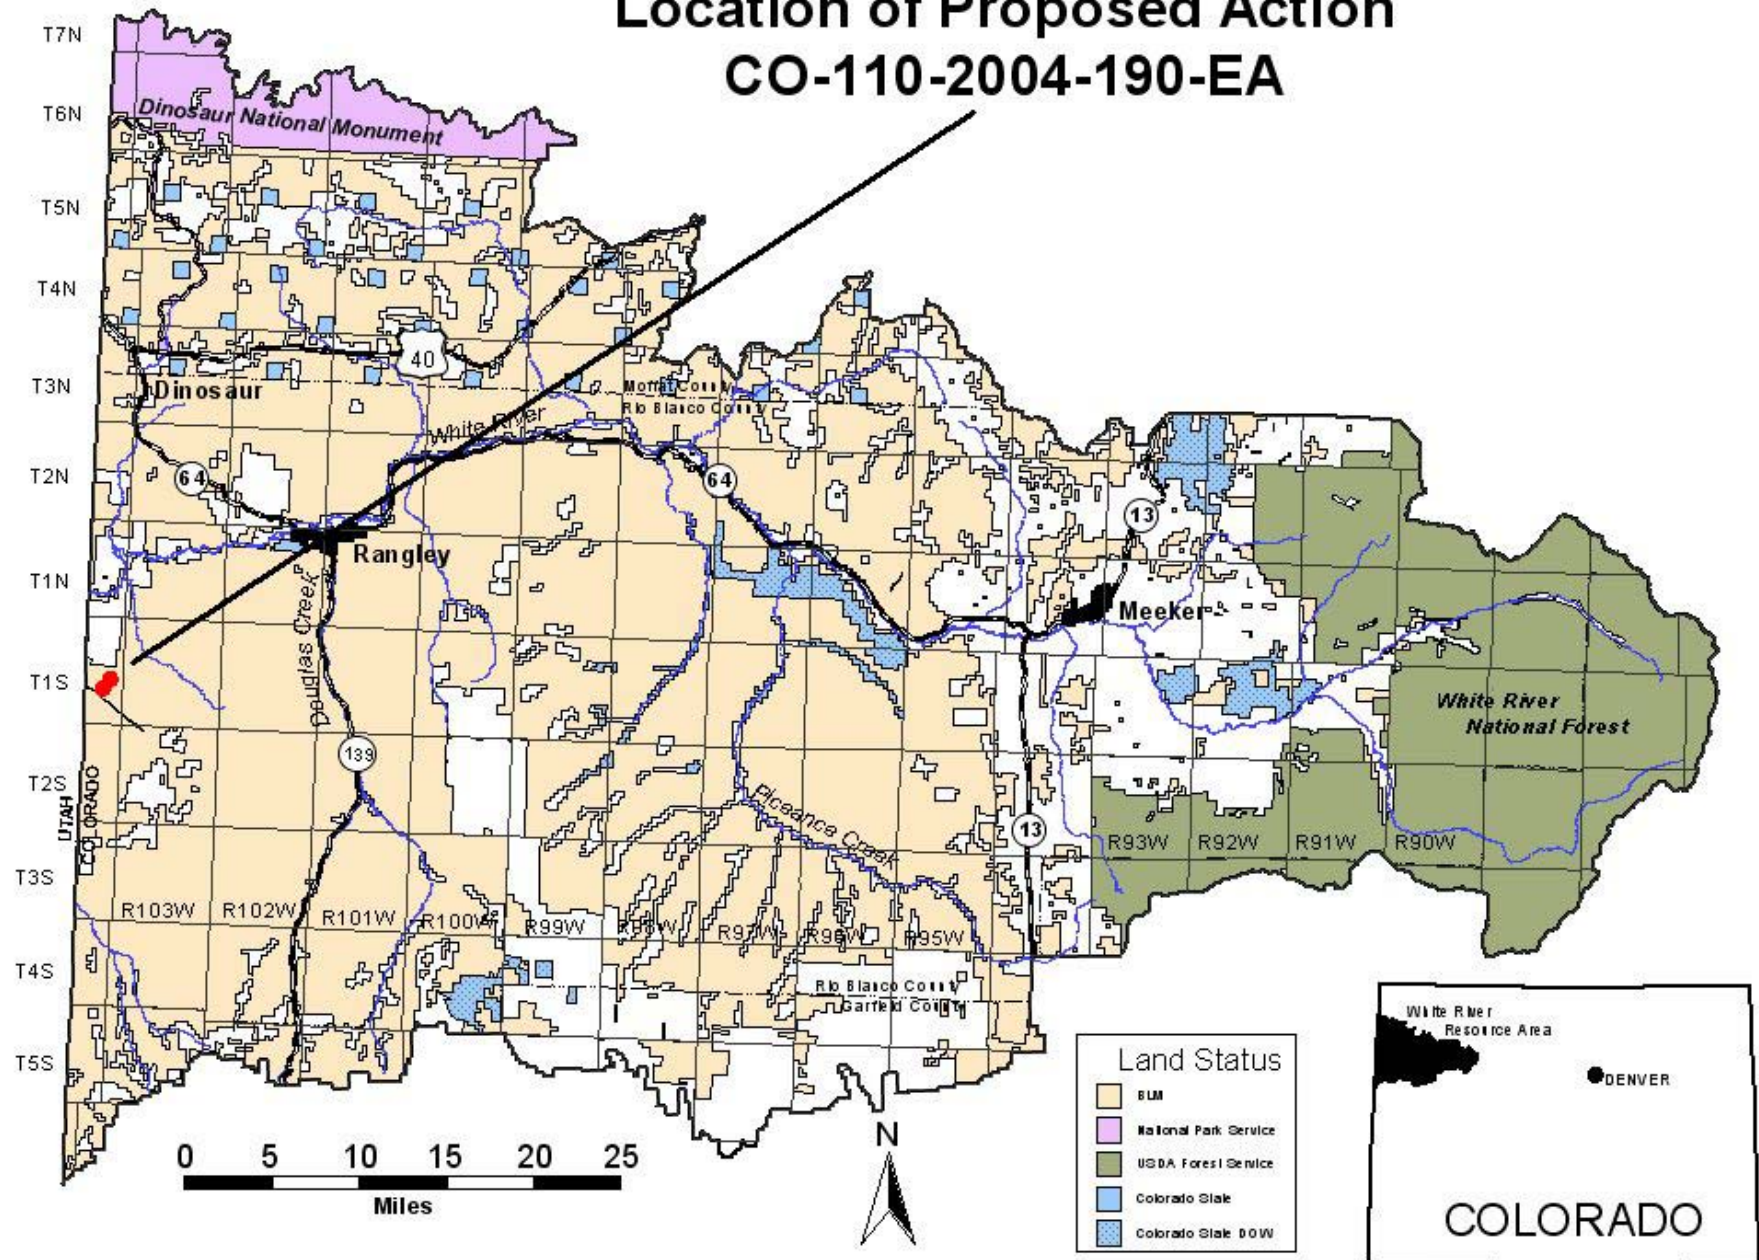 Location of Proposed Action
CO-110-2004-190-EA
T7N
T6N
T5N
T4N
T3N
T2N
T1N
T1S
T2S
T3S
T4S
T5S
Dinosaur National Monument
40
Dinosaur
Moffat County
Rio Blanco County
White River
64
64
13
Rangley
Meeker
Douglas Creek
139
White River
National Forest
UTAH
COLORADO
Piceance Creek
13
R93W
R92W
R91W
R90W
R103W
R102W
R101W
R100W
R99W
R98W
R97W
R96W
R95W
Rio Blanco County
Garfield County
0 5 10 15 20 25
Miles
N
Land Status
BLM
National Park Service
USDA Forest Service
Colorado State
Colorado State DOW
White River
Resource Area
DENVER
COLORADO